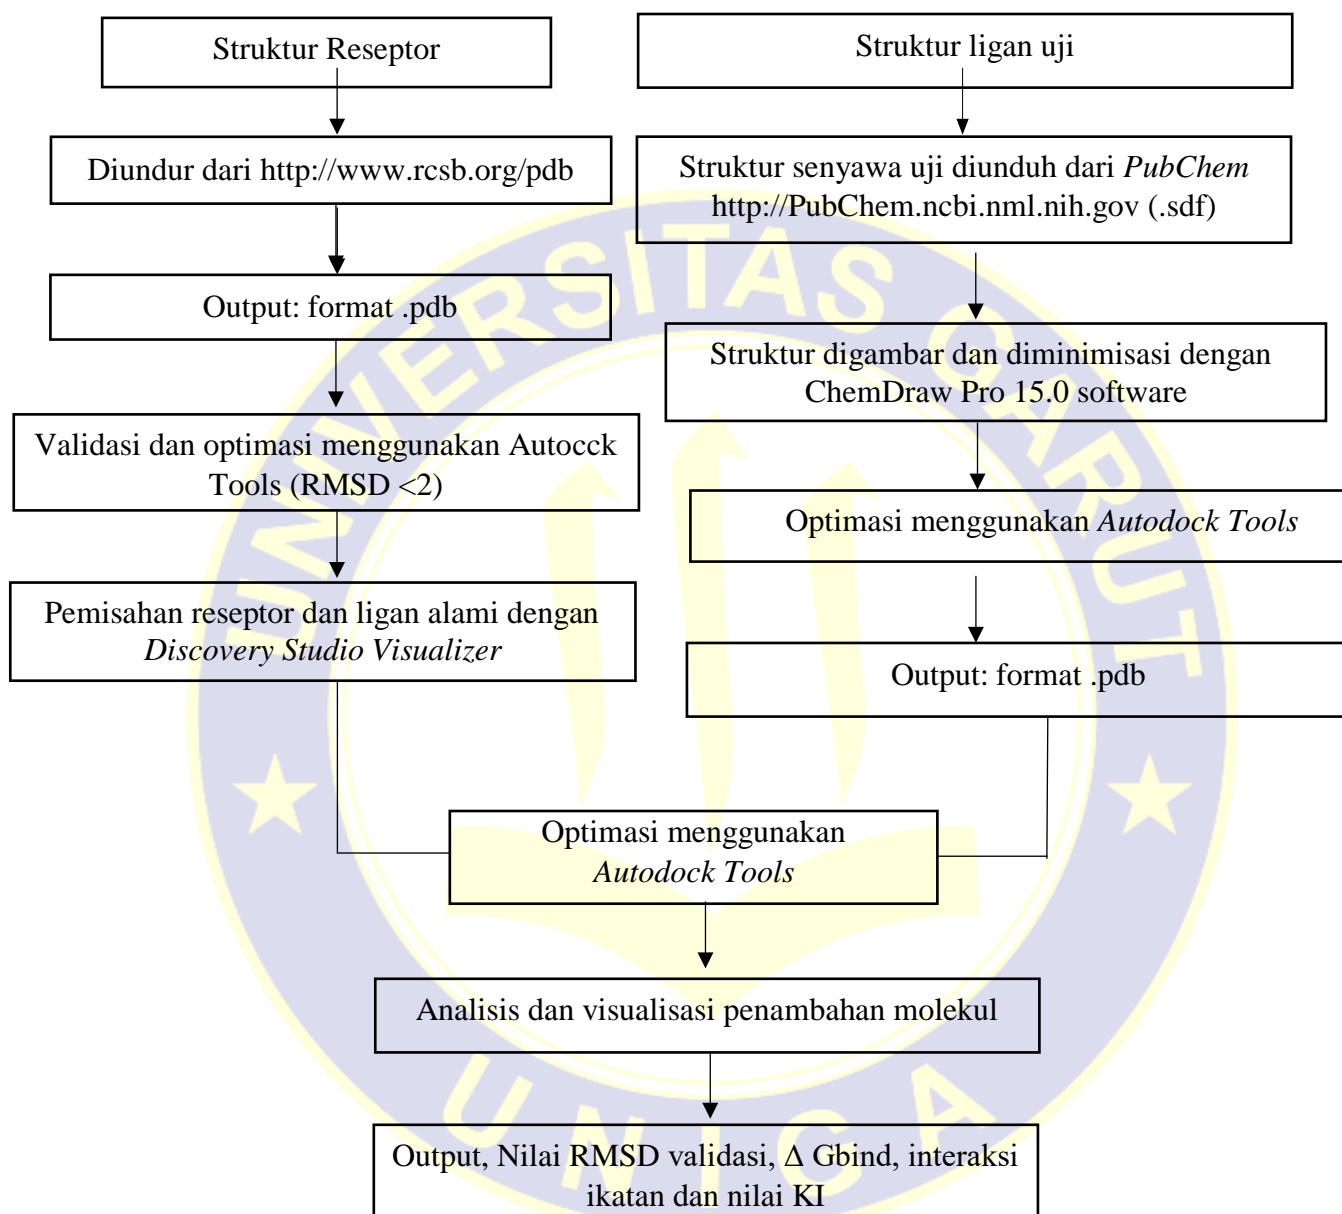 Struktur Reseptor
Diundur dari http://www.rcsb.org/pdb
Output: format .pdb
Validasi dan optimasi menggunakan Autocck
Tools (RMSD <2)
Pemisahan reseptor dan ligan alami dengan
Discovery Studio Visualizer
Struktur ligan uji
Struktur senyawa uji diunduh dari PubChem
http://PubChem.ncbi.nml.nih.gov (.sdf)
Struktur digambar dan diminimisasi dengan
ChemDraw Pro 15.0 software
Optimasi menggunakan Autodock Tools
Output: format .pdb
Optimasi menggunakan
Autodock Tools
Analisis dan visualisasi penambahan molekul
Output, Nilai RMSD validasi, Δ Gbind, interaksi
ikatan dan nilai KI
UNIVERSITAS GARUT
UNIGA